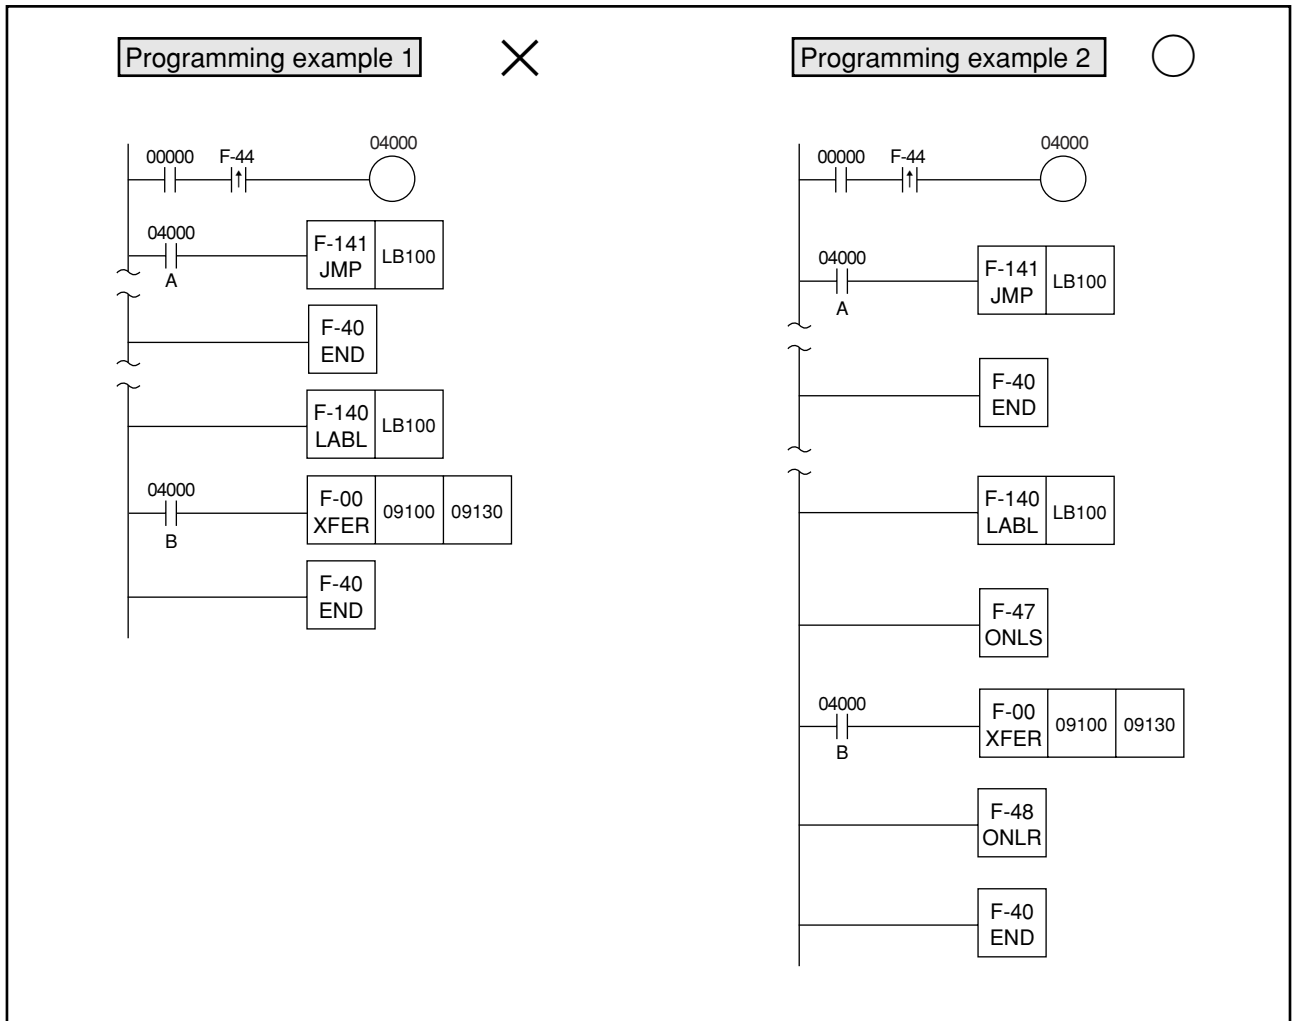 Programming example 1
00000 F-44 04000
04000
A
F-141
JMP
LB100
F-40
END
F-140
LABL
LB100
04000
B
F-00
XFER
09100
09130
F-40
END
Programming example 2
00000 F-44 04000
04000
A
F-141
JMP
LB100
F-40
END
F-140
LABL
LB100
F-47
ONLS
04000
B
F-00
XFER
09100
09130
F-48
ONLR
F-40
END